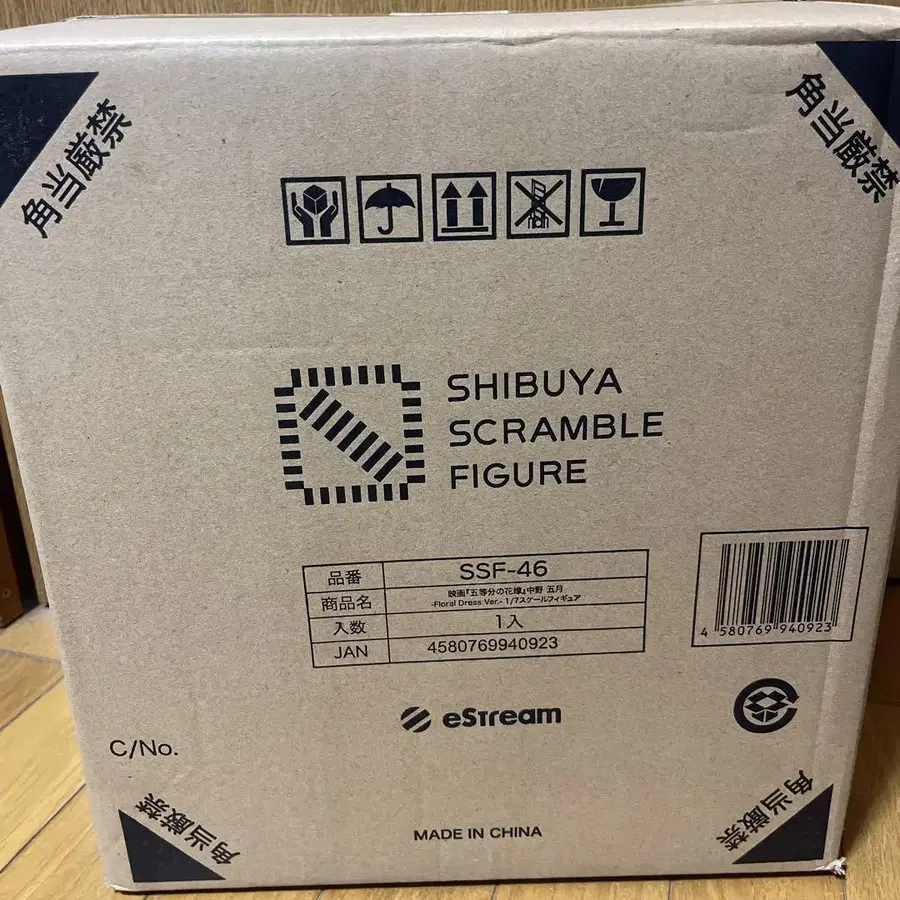 角当厳禁
角当厳禁
SHIBUYA
SCRAMBLE
FIGURE
品番 SSF-46
商品名 映画『五等分の花嫁』中野 五月
-Floral Dress Ver.- 1/7スケールフィギュア
入数 1入
JAN 4580769940923
4 580769 940923
eStream
C/No.
角当厳禁
角当厳禁
MADE IN CHINA